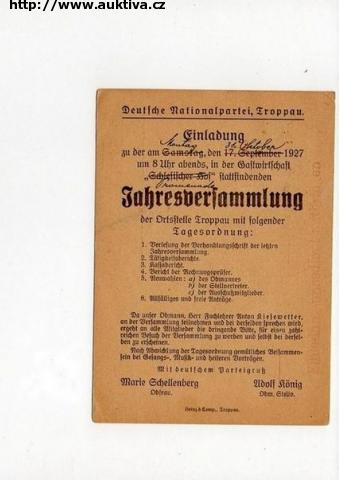 http://www.auktiva.cz
Deutsche Nationalpartei, Troppau.
Einladung
Montag 31. Oktober
zu der am Samstag, den 17. September 1927
um 8 Uhr abends, in der Gastwirtschaft
„Schlesischer Hof“ stattfindenden
Promenade
Jahresversammlung
der Ortsstelle Troppau mit folgender
Tagesordnung:
1. Verlesung der Verhandlungsschrift der letzten
Jahresversammlung.
2. Tätigkeitsberichte.
3. Kassabericht.
4. Bericht der Rechnungsprüfer.
5. Neuwahlen: a) des Obmannes
b) der Stellvertreter.
c) der Ausschußmitglieder.
6. Allfälliges und freie Anträge.
Da unser Obmann, Herr Fachlehrer Anton Kiesewetter,
an der Versammlung teilnehmen und bei derselben sprechen wird,
ergeht an alle Mitglieder die dringende Bitte, für einen zahl-
reichen Besuch der Versammlung zu werben und selbst bei dersel-
ben zu erscheinen.
Nach Abwicklung der Tagesordnung gemütliches Beisammen-
sein bei Gesangs-, Musik- und heiteren Vorträgen.
Mit deutschem Parteigruß
Marie Schellenberg Adolf König
Obfrau. Obm. Stellv.
& Comp., Troppau.